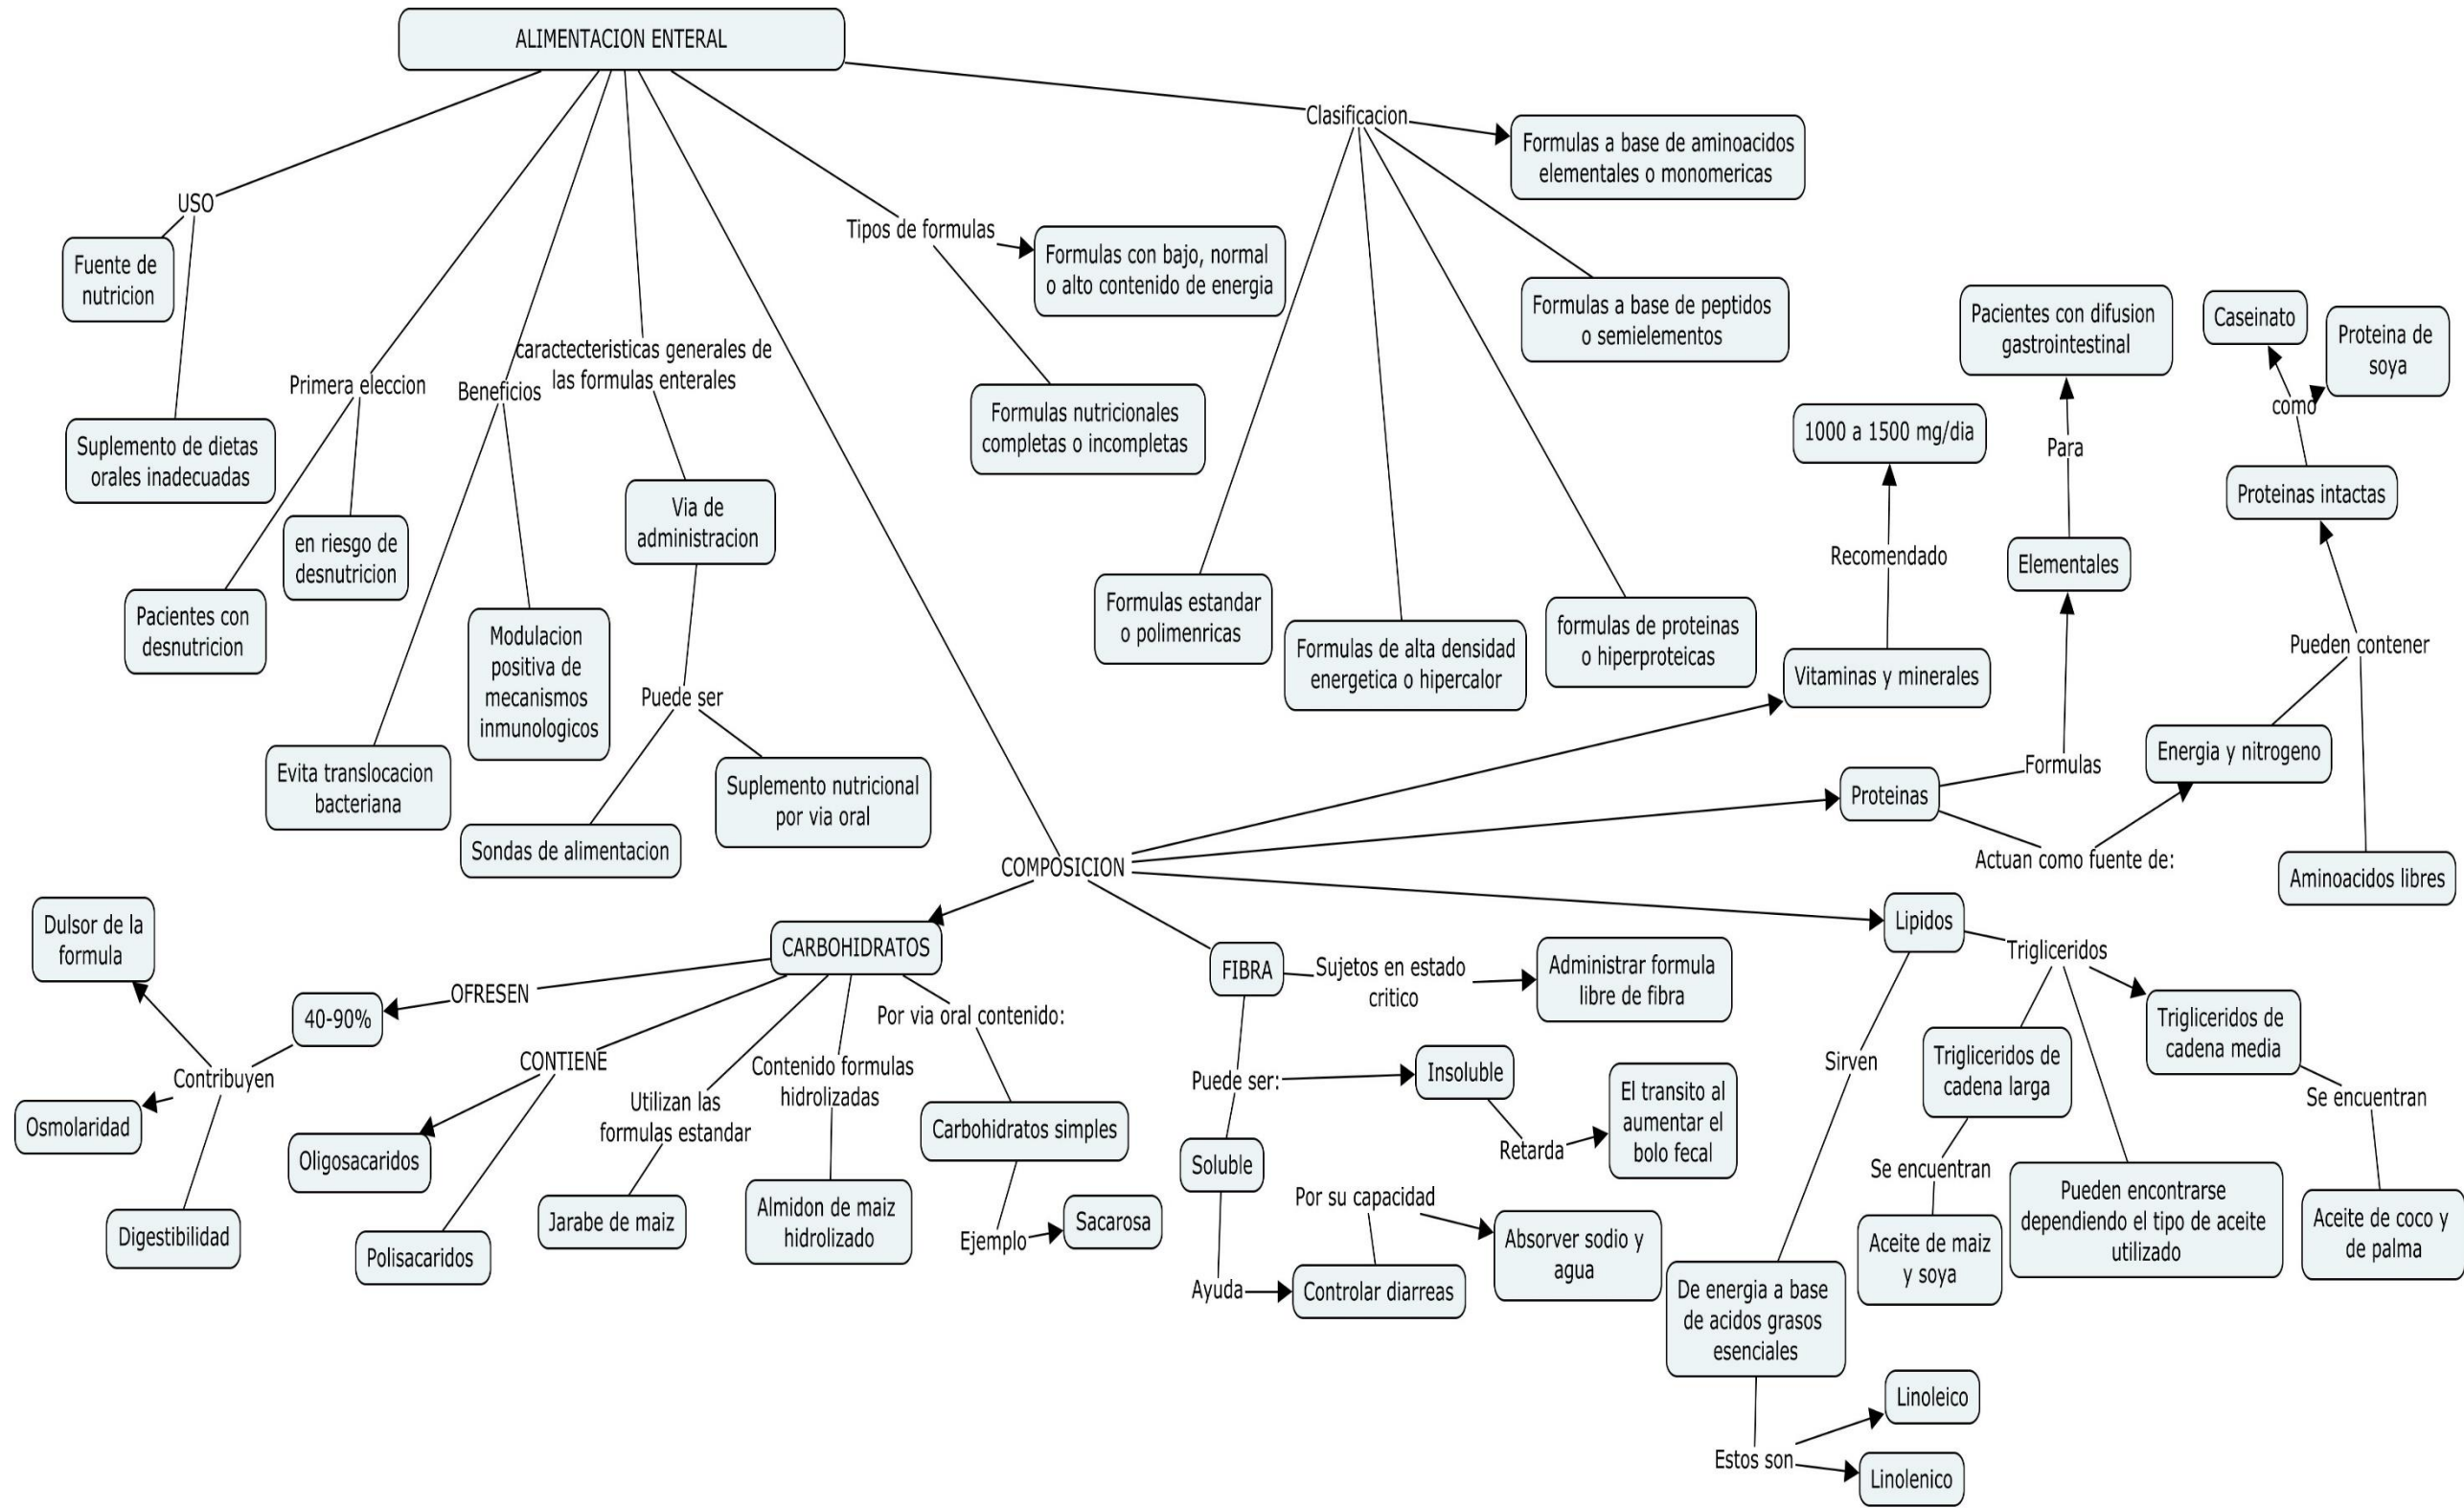 ALIMENTACION ENTERAL
USO
Fuente de
nutricion
Suplemento de dietas
orales inadecuadas
Primera eleccion
Pacientes con
desnutricion
en riesgo de
desnutricion
Beneficios
Evita translocacion
bacteriana
Modulacion
positiva de
mecanismos
inmunologicos
caractecteristicas generales de
las formulas enterales
Via de
administracion
Puede ser
Sondas de alimentacion
Suplemento nutricional
por via oral
Tipos de formulas
Formulas con bajo, normal
o alto contenido de energia
Formulas nutricionales
completas o incompletas
Clasificacion
Formulas a base de aminoacidos
elementales o monomericas
Formulas a base de peptidos
o semielementos
Formulas estandar
o polimenricas
Formulas de alta densidad
energetica o hipercalor
formulas de proteinas
o hiperproteicas
COMPOSICION
Vitaminas y minerales
Recomendado
1000 a 1500 mg/dia
Proteinas
Formulas
Elementales
Para
Pacientes con difusion
gastrointestinal
Actuan como fuente de:
Energia y nitrogeno
Pueden contener
Aminoacidos libres
Proteinas intactas
como
Caseinato
Proteina de
soya
CARBOHIDRATOS
OFRESEN
40-90%
Contribuyen
Dulsor de la
formula
Osmolaridad
Digestibilidad
CONTIENE
Oligosacaridos
Polisacaridos
Utilizan las
formulas estandar
Jarabe de maiz
Contenido formulas
hidrolizadas
Almidon de maiz
hidrolizado
Por via oral contenido:
Carbohidratos simples
Ejemplo
Sacarosa
FIBRA
Sujetos en estado
critico
Administrar formula
libre de fibra
Puede ser:
Insoluble
Retarda
El transito al
aumentar el
bolo fecal
Soluble
Ayuda
Controlar diarreas
Por su capacidad
Absorver sodio y
agua
Lipidos
Sirven
De energia a base
de acidos grasos
esenciales
Estos son
Linoleico
Linolenico
Trigliceridos
Trigliceridos de
cadena larga
Se encuentran
Aceite de maiz
y soya
Pueden encontrarse
dependiendo el tipo de aceite
utilizado
Trigliceridos de
cadena media
Se encuentran
Aceite de coco y
de palma